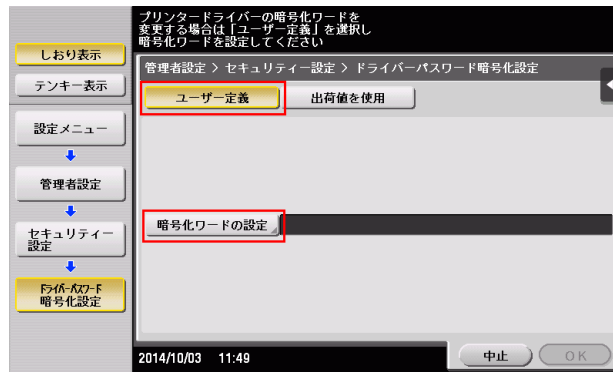 プリンタードライバーの暗号化ワードを
変更する場合は「ユーザー定義」を選択し
暗号化ワードを設定してください
しおり表示
テンキー表示
設定メニュー
管理者設定
セキュリティー
設定
ドライバーパスワード
暗号化設定
管理者設定 > セキュリティー設定 > ドライバーパスワード暗号化設定
ユーザー定義
出荷値を使用
暗号化ワードの設定
2014/10/03 11:49
中止
OK